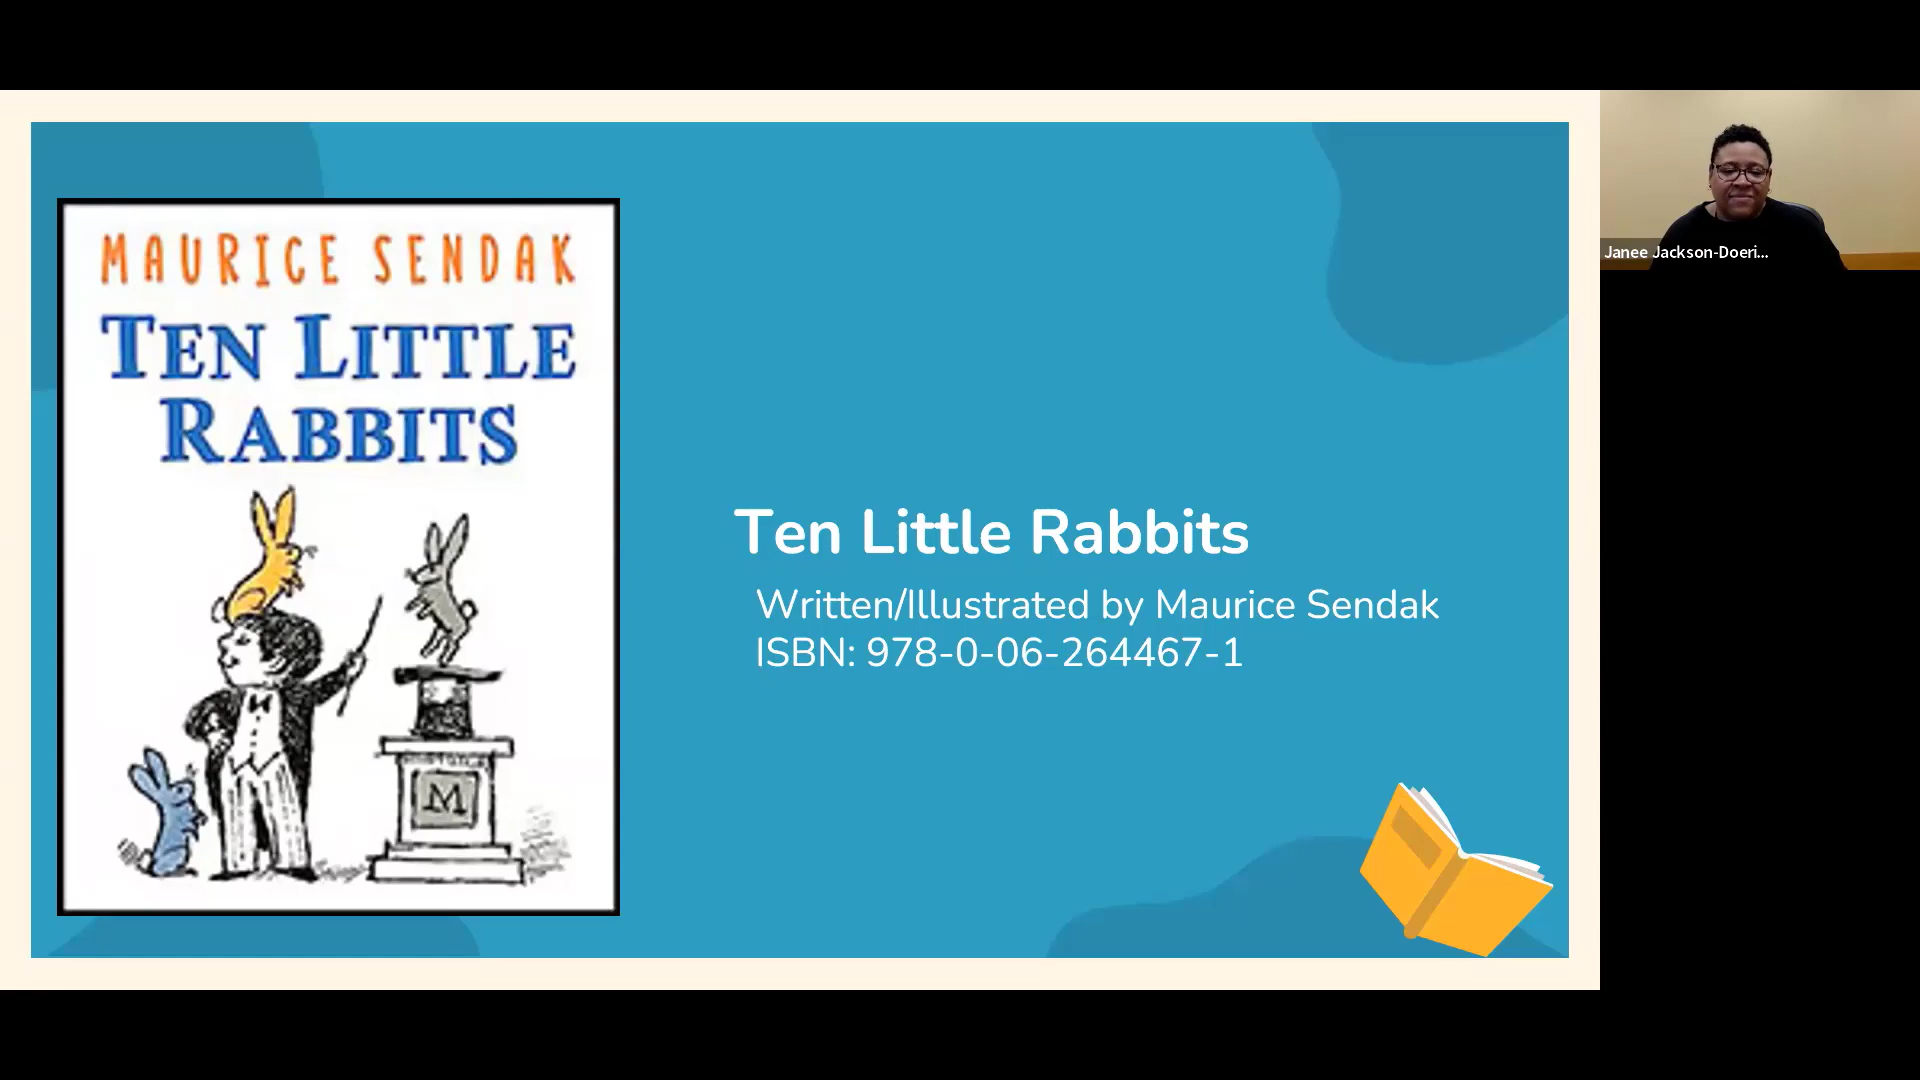 MAURICE SENDAK
TEN LITTLE
RABBITS
M
Ten Little Rabbits
Written/Illustrated by Maurice Sendak
ISBN: 978-0-06-264467-1
Janee Jackson-Doeri...